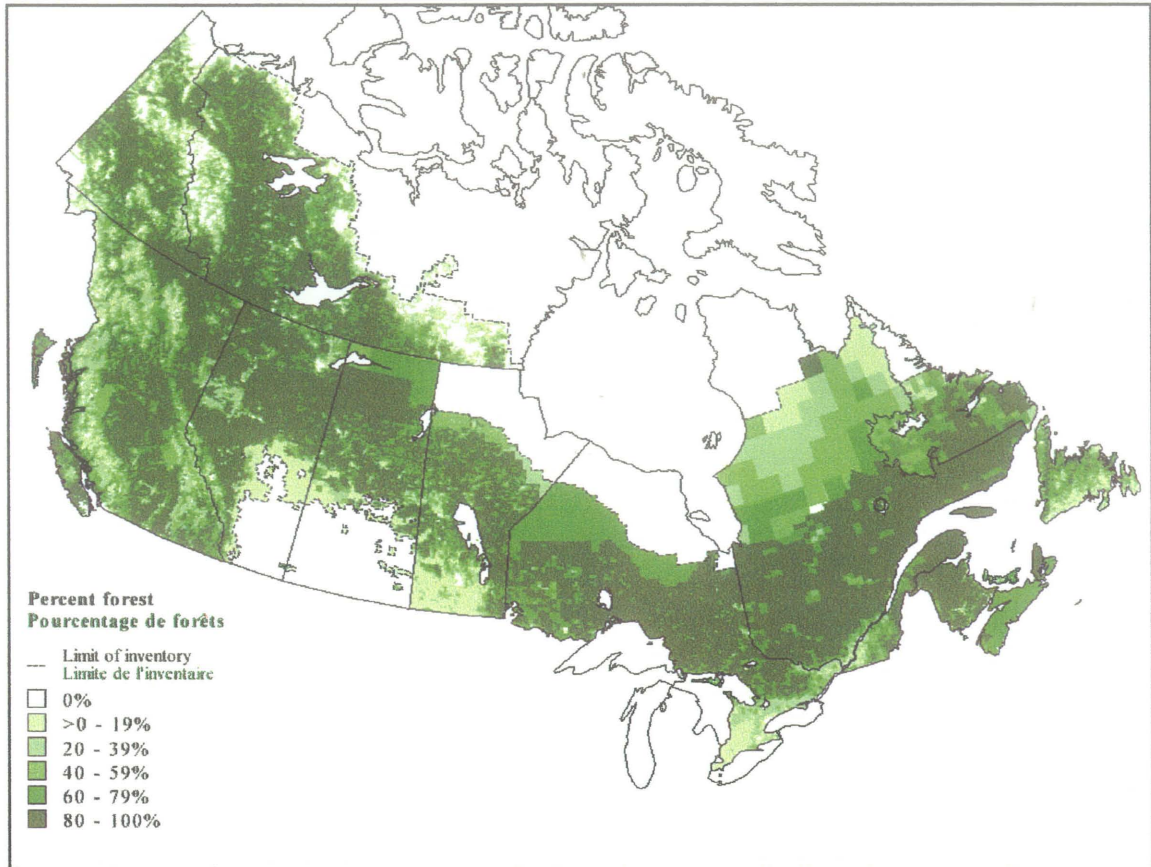 Percent forest
Pourcentage de forêts
Limit of inventory
Limite de l'inventaire
0%
>0 - 19%
20 - 39%
40 - 59%
60 - 79%
80 - 100%